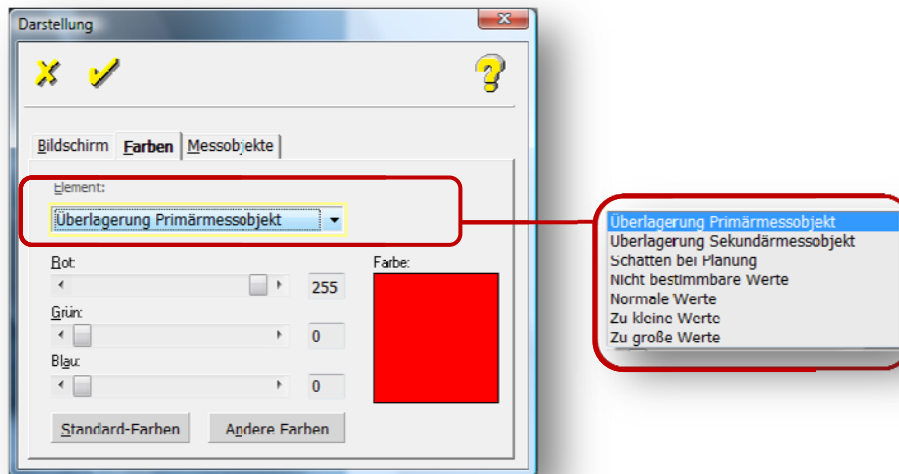 Darstellung
Bildschirm Farben Messobjekte
Element:
Überlagerung Primärmessobjekt
Rot:
255
Grün:
0
Blau:
0
Farbe:
Standard-Farben Andere Farben
Überlagerung Primärmessobjekt
Überlagerung Sekundärmessobjekt
Schatten bei Planung
Nicht bestimmbare Werte
Normale Werte
Zu kleine Werte
Zu große Werte